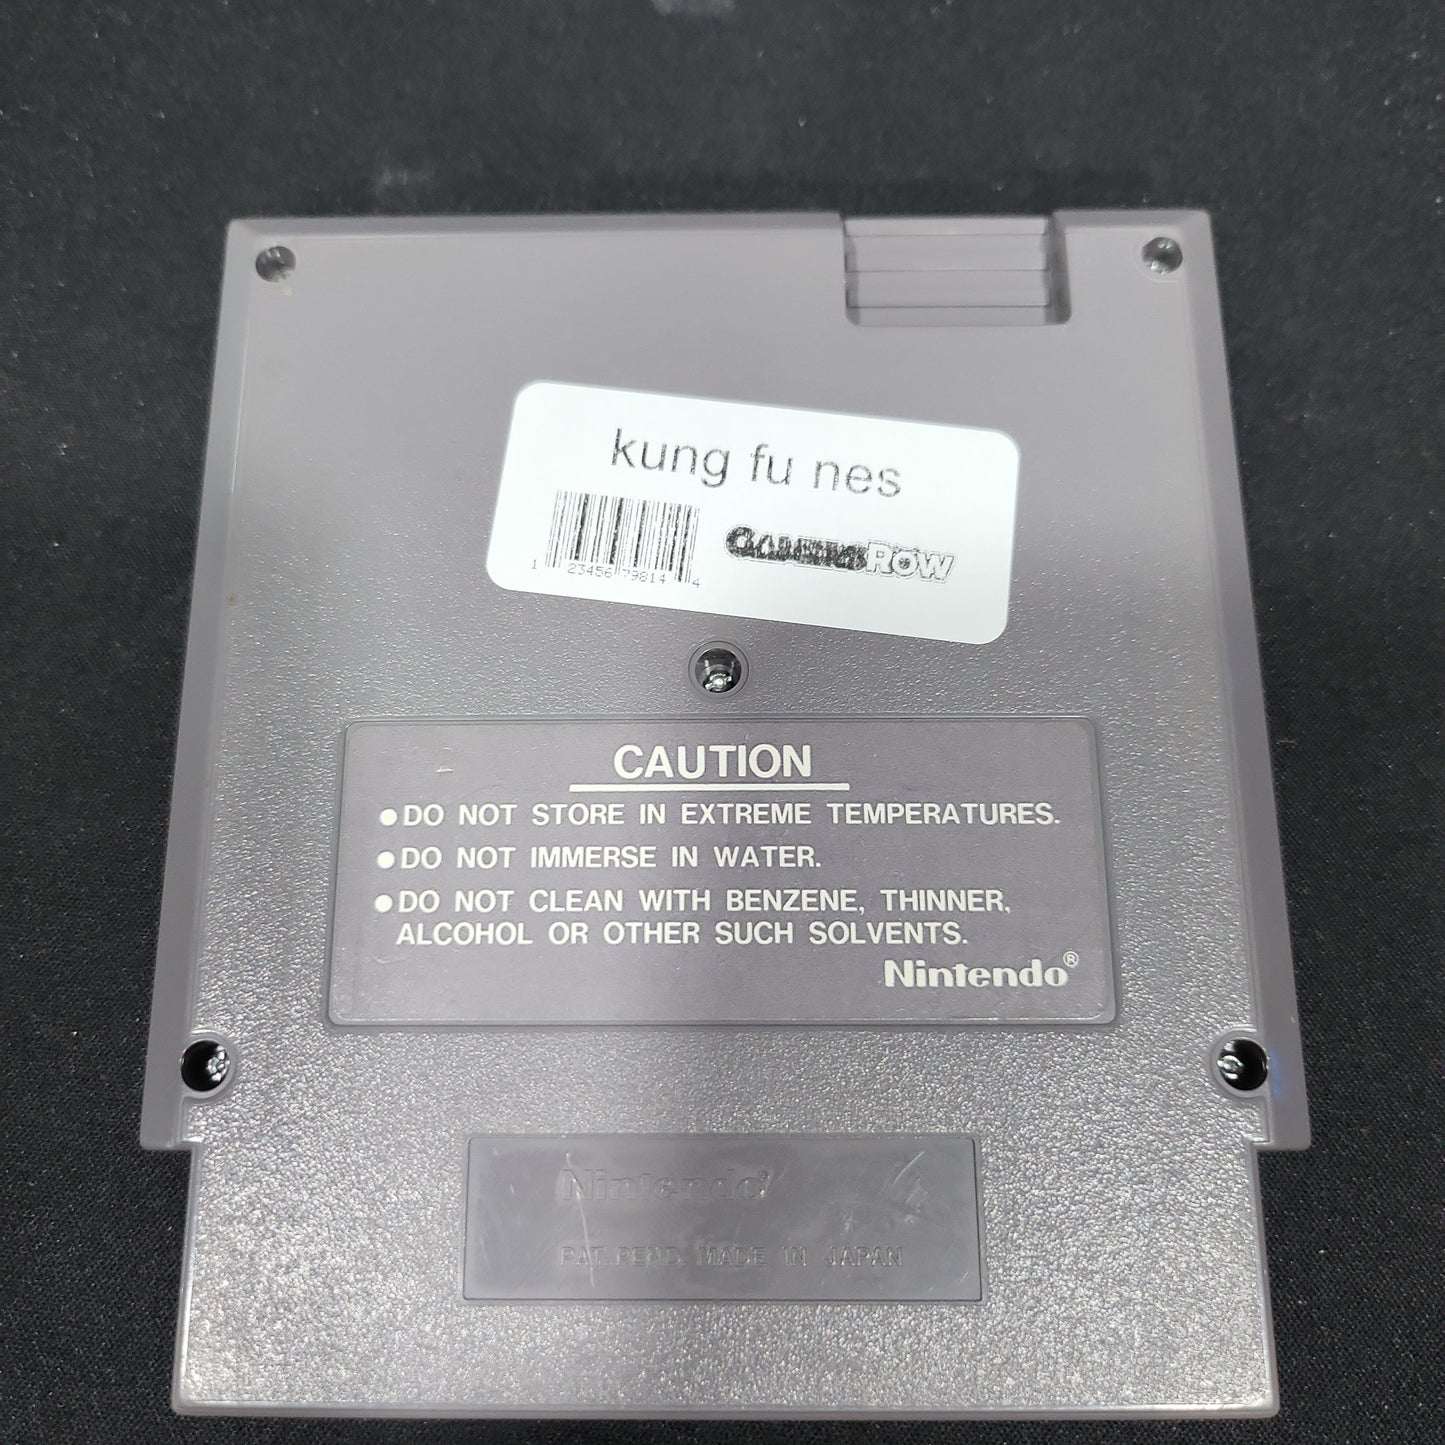 kung fu nes
1 23456 79814 4
GAMERS ROW
CAUTION
●DO NOT STORE IN EXTREME TEMPERATURES.
●DO NOT IMMERSE IN WATER.
●DO NOT CLEAN WITH BENZENE, THINNER,
ALCOHOL OR OTHER SUCH SOLVENTS.
Nintendo®
Nintendo®
PAT. PEND. MADE IN JAPAN